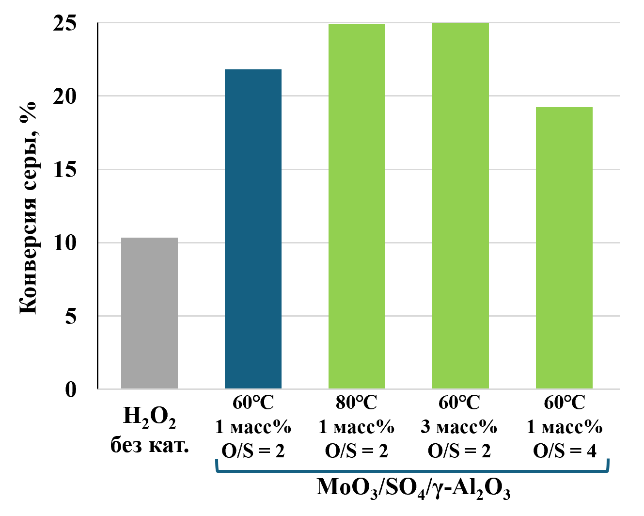 Конверсия серы, %
25
20
15
10
5
0
H₂O₂
без кат.
60°C
1 масс%
O/S = 2
80°C
1 масс%
O/S = 2
60°C
3 масс%
O/S = 2
60°C
1 масс%
O/S = 4
MoO₃/SO₄/γ-Al₂O₃